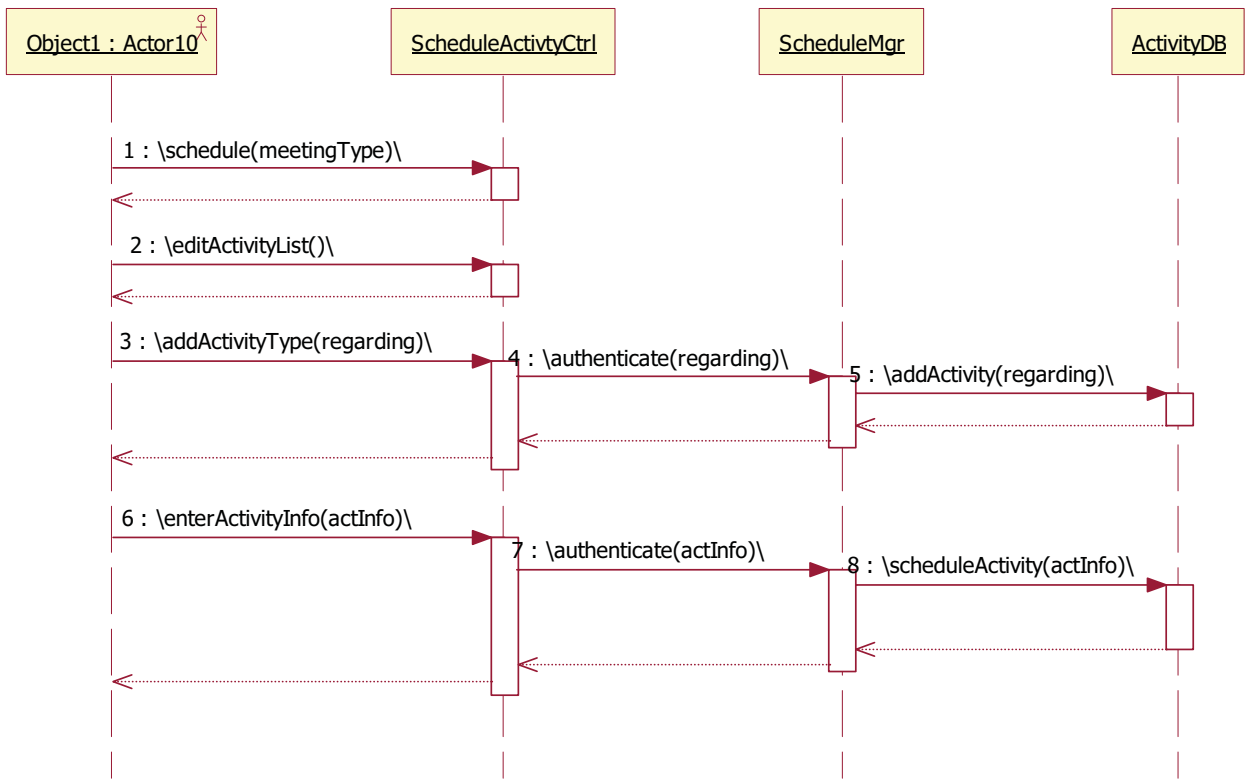 Object1 : Actor10
ScheduleActivtyCtrl
ScheduleMgr
ActivityDB
1 : \schedule(meetingType)\
2 : \editActivityList()\
3 : \addActivityType(regarding)\
4 : \authenticate(regarding)\
5 : \addActivity(regarding)\
6 : \enterActivityInfo(actInfo)\
7 : \authenticate(actInfo)\
8 : \scheduleActivity(actInfo)\